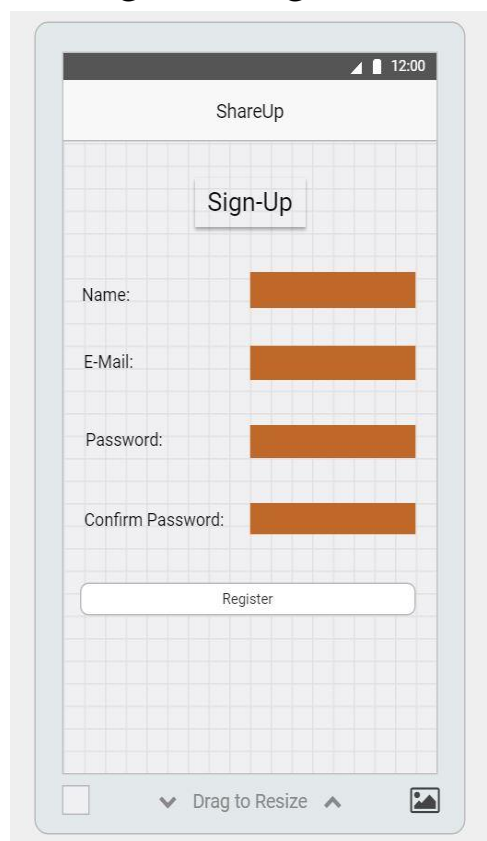 12:00
ShareUp
Sign-Up
Name:
E-Mail:
Password:
Confirm Password:
Register
Drag to Resize